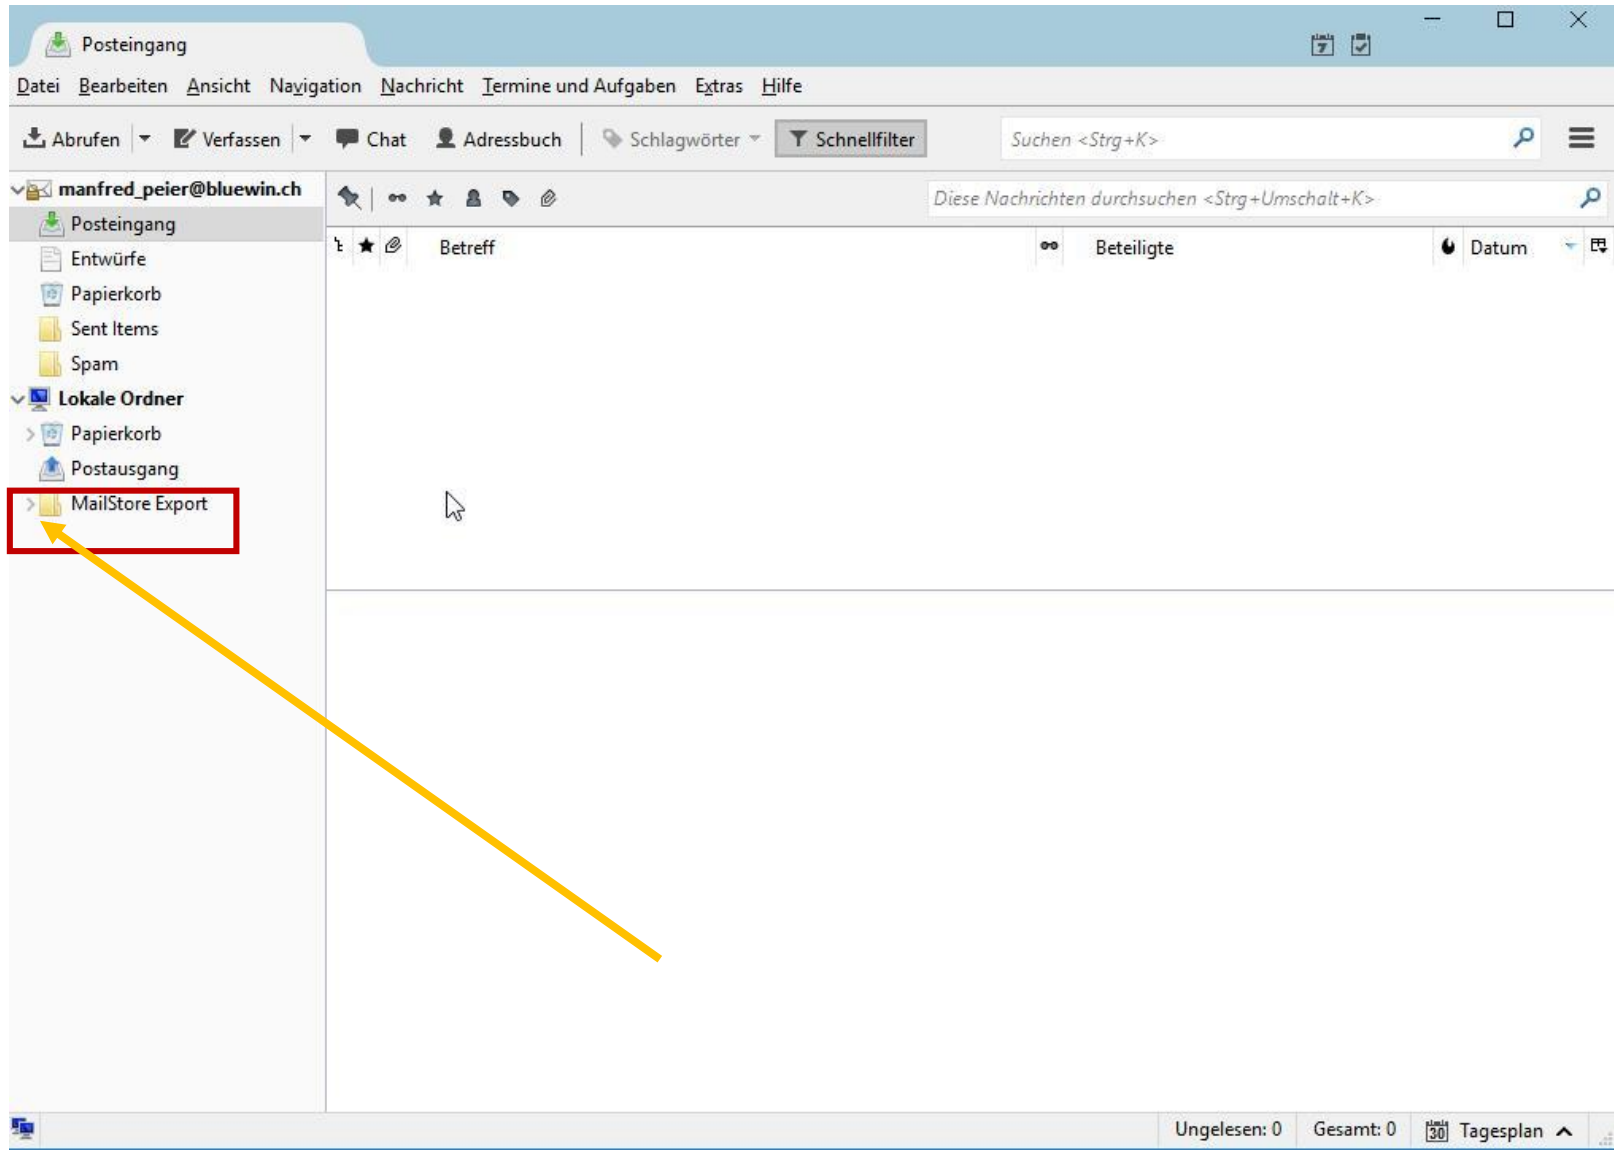 Posteingang
Datei Bearbeiten Ansicht Navigation Nachricht Termine und Aufgaben Extras Hilfe
Abrufen Verfassen Chat Adressbuch Schlagwörter Schnellfilter Suchen <Strg+K>
manfred_peier@bluewin.ch Diese Nachrichten durchsuchen <Strg+Umschalt+K>
Posteingang
Betreff Beteiligte Datum
Entwürfe
Papierkorb
Sent Items
Spam
Lokale Ordner
Papierkorb
Postausgang
MailStore Export
Ungelesen: 0 Gesamt: 0 30 Tagesplan